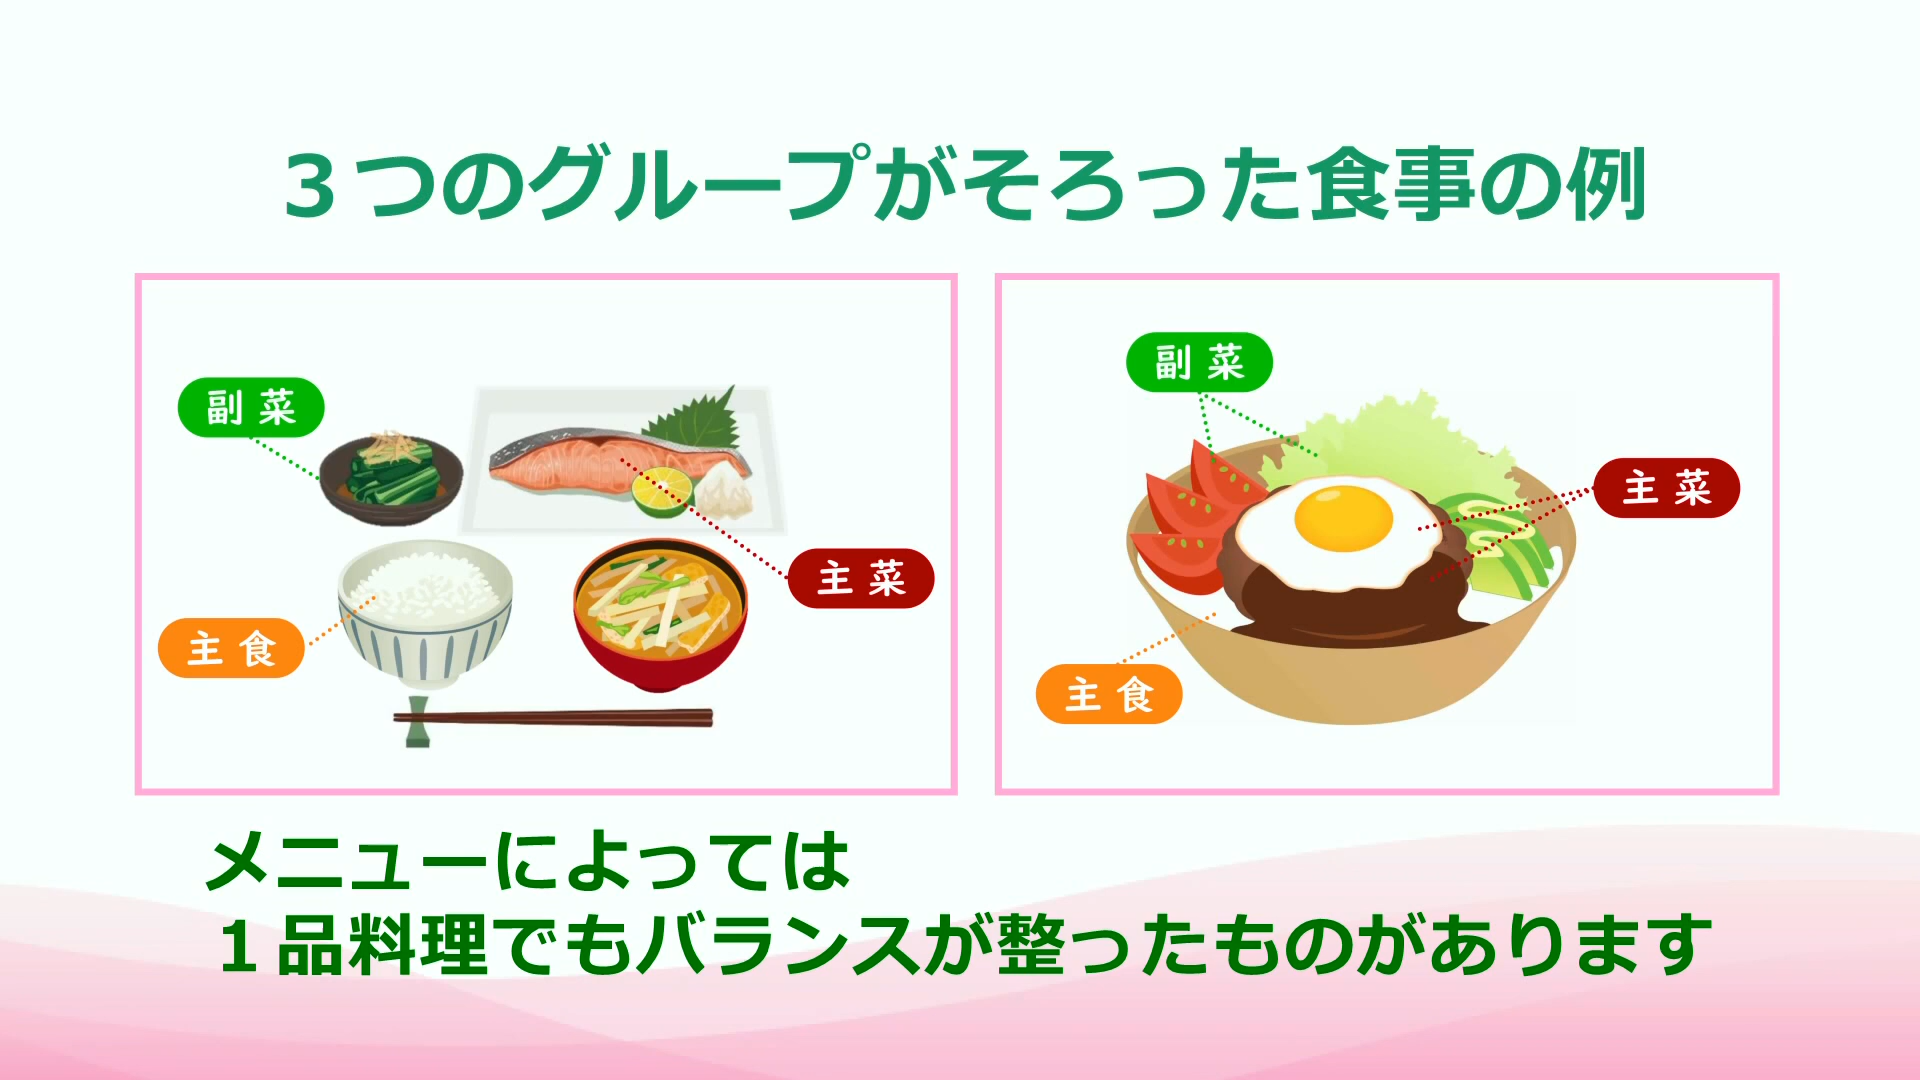 ３つのグループがそろった食事の例
副菜
主菜
主食
副菜
主菜
主食
メニューによっては
１品料理でもバランスが整ったものがあります